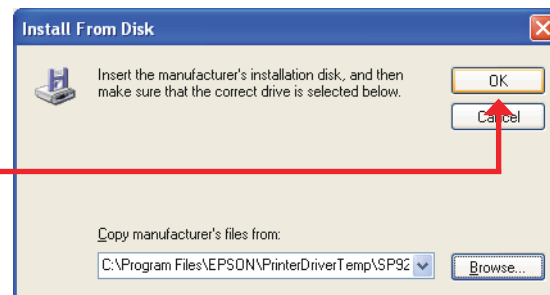 Install From Disk
Insert the manufacturer's installation disk, and then
make sure that the correct drive is selected below.
OK
Cancel
Copy manufacturer's files from:
C:\Program Files\EPSON\PrinterDriverTemp\SP92
Browse...